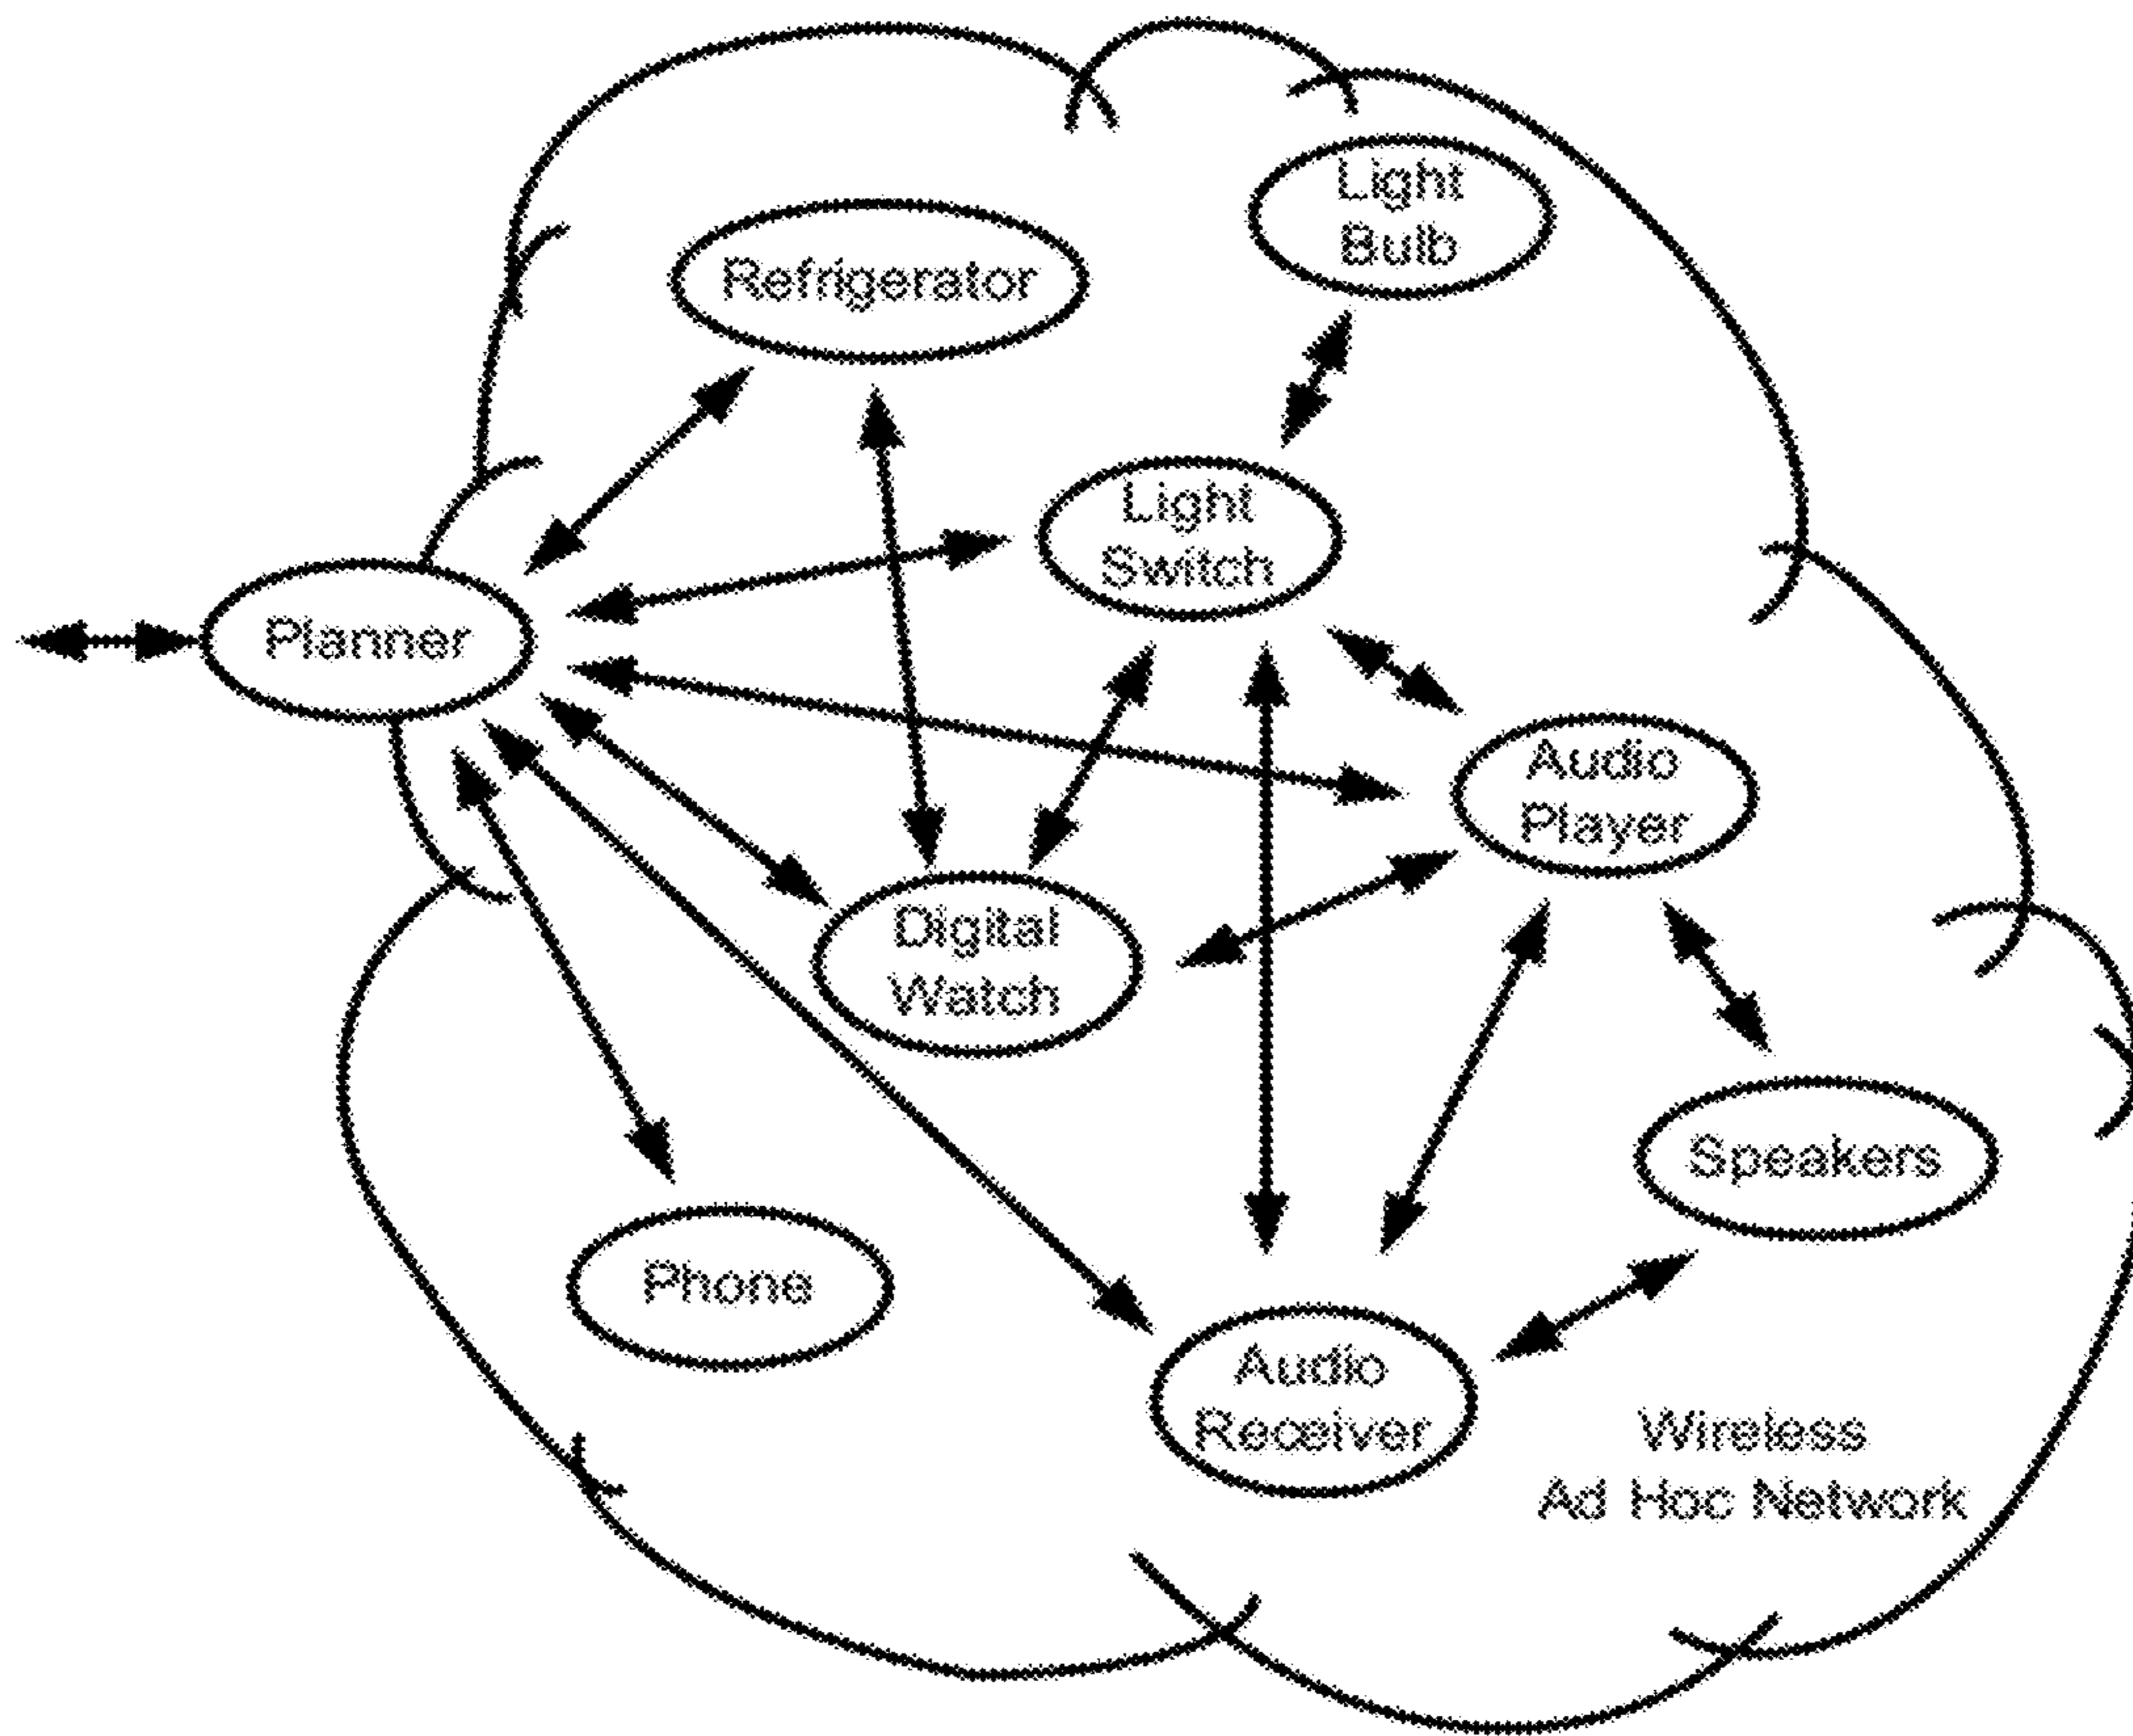 Light
Bulb
Refrigerator
Light
Switch
Planner
Audio
Player
Digital
Watch
Speakers
Phone
Audio
Receiver
Wireless
Ad Hoc Network